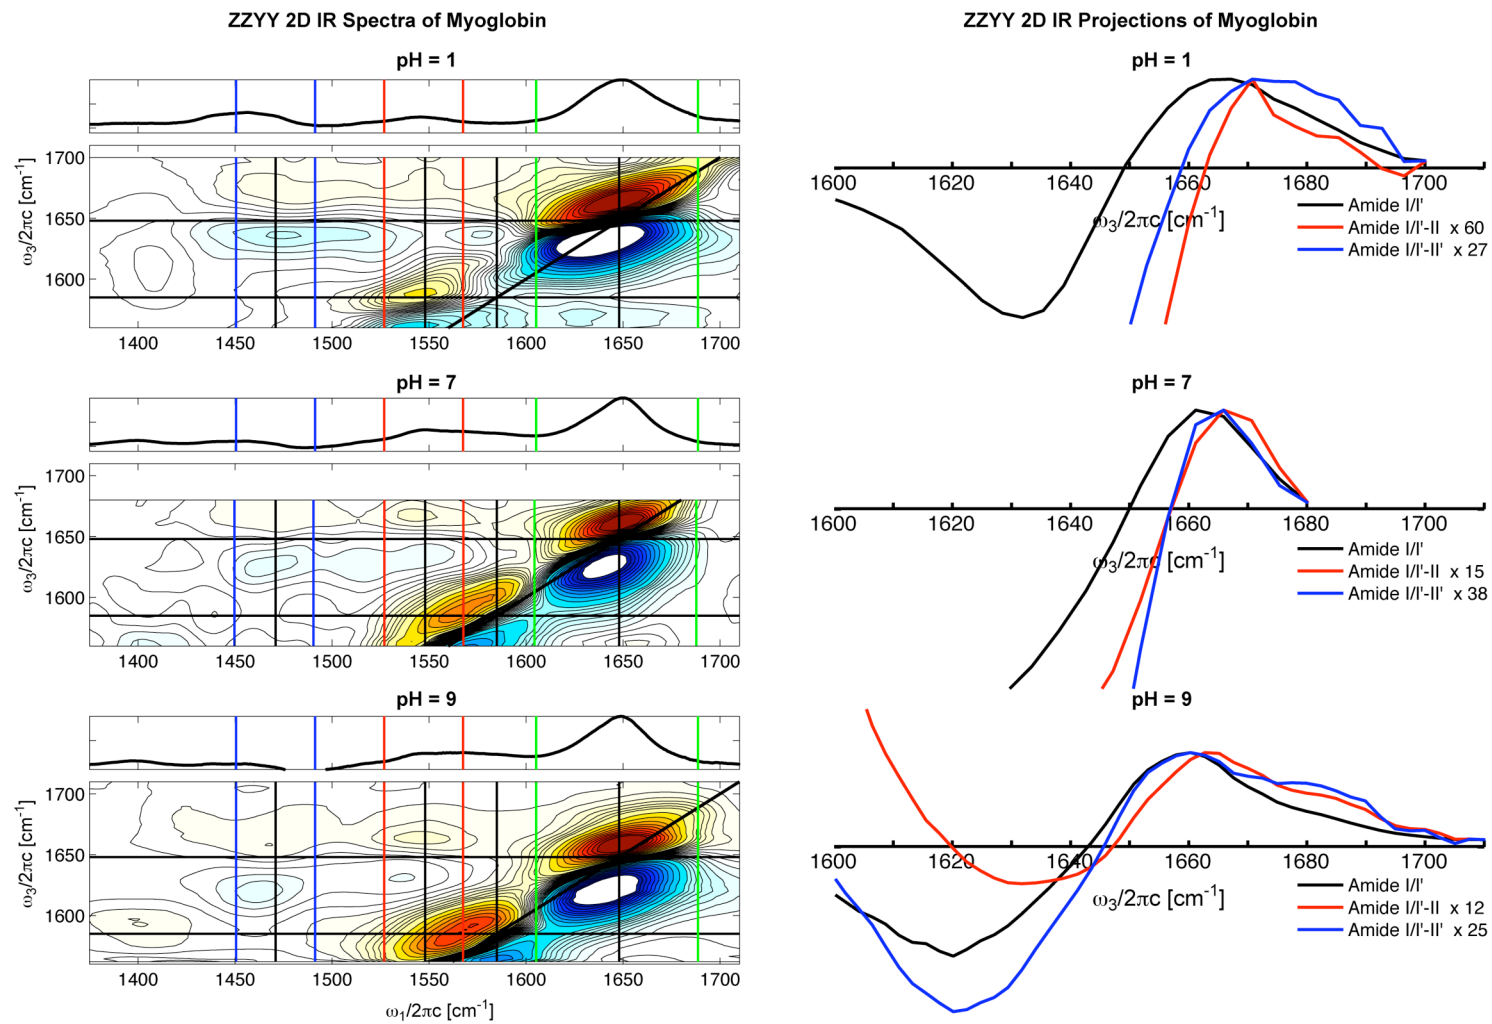 ZZYY 2D IR Spectra of Myoglobin
pH = 1
ω3/2πc [cm-1]
1700
1650
1600
1400 1450 1500 1550 1600 1650 1700
pH = 7
ω3/2πc [cm-1]
1700
1650
1600
1400 1450 1500 1550 1600 1650 1700
pH = 9
ω3/2πc [cm-1]
1700
1650
1600
1400 1450 1500 1550 1600 1650 1700
ω1/2πc [cm-1]
ZZYY 2D IR Projections of Myoglobin
pH = 1
1600 1620 1640 1660 1680 1700
ω3/2πc [cm-1]
Amide I/I'
Amide I/I'-II x 60
Amide I/I'-II' x 27
pH = 7
1600 1620 1640 1660 1680 1700
ω3/2πc [cm-1]
Amide I/I'
Amide I/I'-II x 15
Amide I/I'-II' x 38
pH = 9
1600 1620 1640 1660 1680 1700
ω3/2πc [cm-1]
Amide I/I'
Amide I/I'-II x 12
Amide I/I'-II' x 25